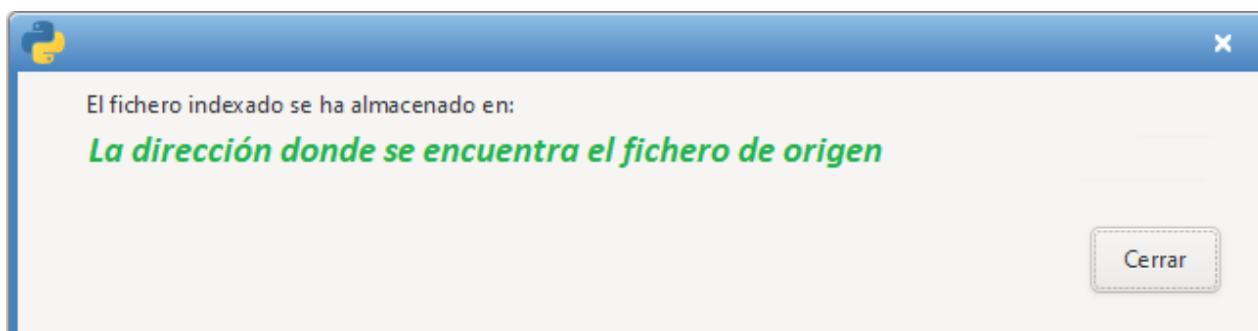 El fichero indexado se ha almacenado en:
La dirección donde se encuentra el fichero de origen
Cerrar